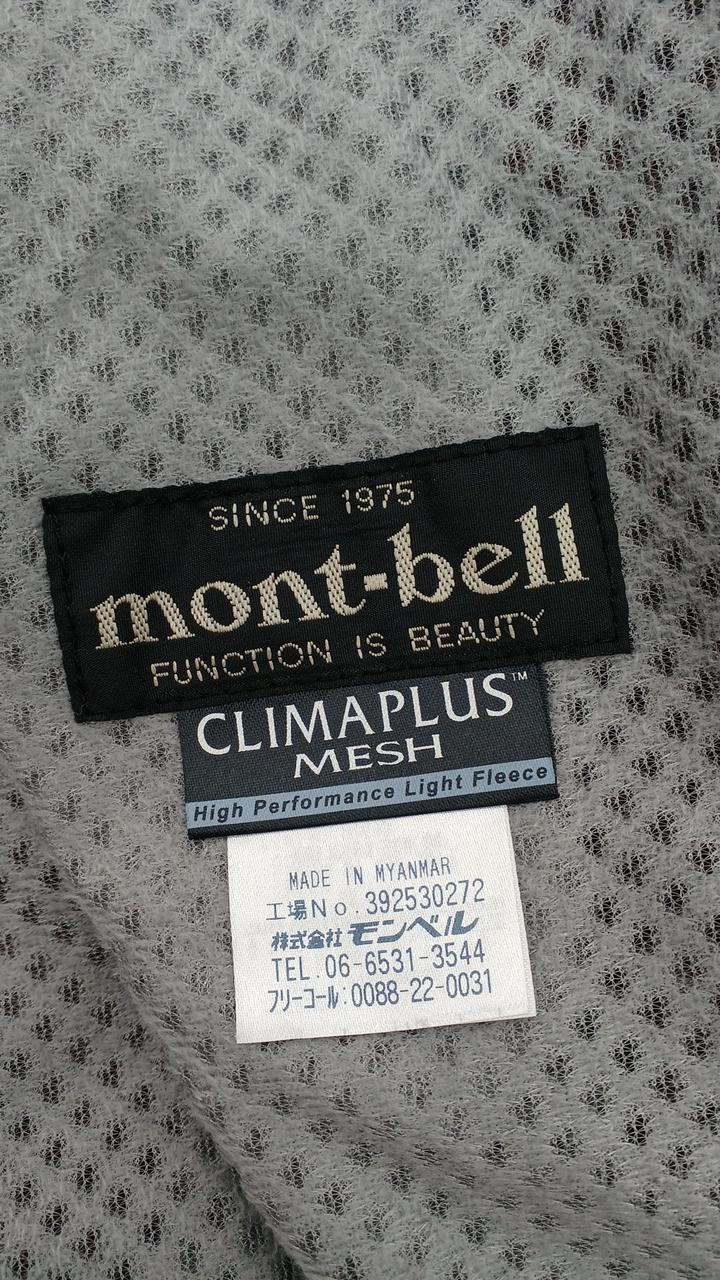 SINCE 1975
mont-bell
FUNCTION IS BEAUTY
CLIMAPLUS™
MESH
High Performance Light Fleece
MADE IN MYANMAR
工場No.392530272
株式会社モンベル
TEL.06-6531-3544
フリーコール:0088-22-0031